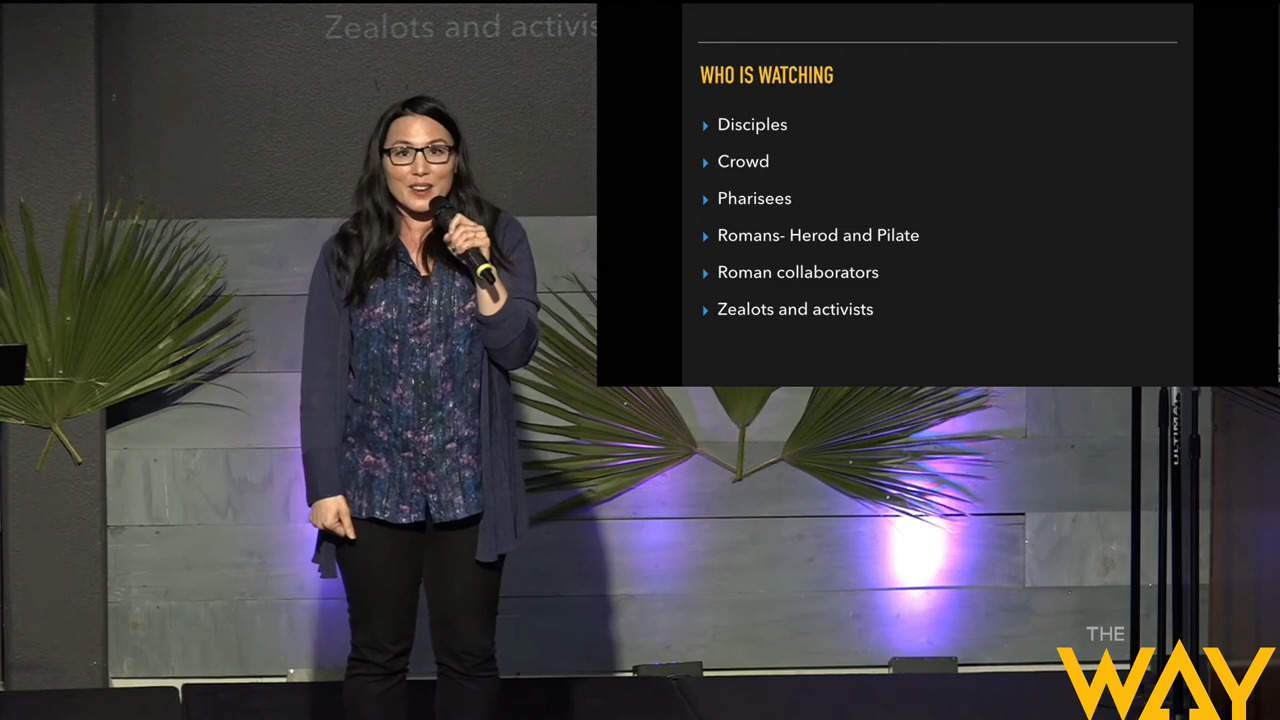 Zealots and activis
WHO IS WATCHING
Disciples
Crowd
Pharisees
Romans- Herod and Pilate
Roman collaborators
Zealots and activists
ULTIMAT
THE
WAY